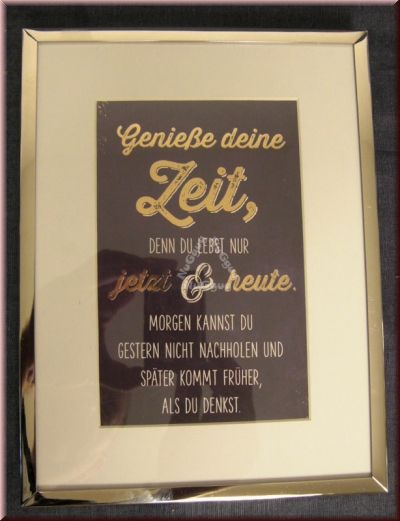 Genieße deine
Zeit,
DENN DU LEBST NUR
jetzt & heute.
MORGEN KANNST DU
GESTERN NICHT NACHHOLEN UND
SPÄTER KOMMT FRÜHER,
ALS DU DENKST.